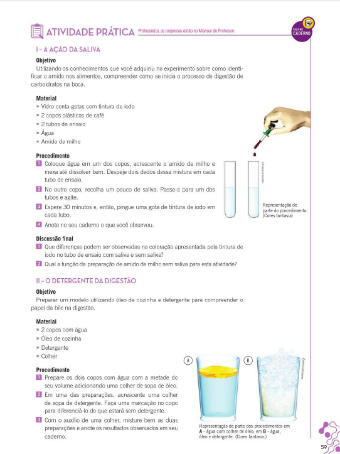 ATIVIDADE PRÁTICA
Professor(a), as respostas estão no Manual do Professor.
CADERNO
I - A AÇÃO DA SALIVA
Objetivo
Utilizando os conhecimentos que você adquiriu no experimento sobre como identi-
ficar o amido nos alimentos, compreender como se inicia o processo de digestão de
carboidratos na boca.
Material
• Vidro conta-gotas com tintura de iodo
• 2 copos plásticos de café
• 2 tubos de ensaio
• Água
• Amido de milho
Procedimento
1 Coloque água em um dos copos, acrescente o amido de milho e
mexa até dissolver bem. Despeje dois dedos dessa mistura em cada
tubo de ensaio.
2 No outro copo, recolha um pouco de saliva. Passe-a para um dos
tubos e agite.
3 Espere 30 minutos e, então, pingue uma gota de tintura de iodo em
cada tubo.
4 Anote no seu caderno o que você observou.
Representação de
parte do procedimento.
(Cores fantasia.)
Discussão final
1 Que diferenças podem ser observadas na coloração apresentada pela tintura de
iodo no tubo de ensaio com saliva e sem saliva?
2 Qual a função da preparação de amido de milho sem saliva para esta atividade?
II - O DETERGENTE DA DIGESTÃO
Objetivo
Preparar um modelo utilizando óleo de cozinha e detergente para compreender o
papel da bile na digestão.
Material
• 2 copos com água
• Óleo de cozinha
• Detergente
• Colher
Procedimento
1 Prepare os dois copos com água com a metade do
seu volume adicionando uma colher de sopa de óleo.
2 Em uma das preparações, acrescente uma colher
de sopa de detergente. Faça uma marcação no copo
para diferenciá-lo do que estará sem detergente.
3 Com o auxílio de uma colher, misture bem as duas
preparações e anote os resultados observados em seu
caderno.
A
B
Representação de parte dos procedimentos em
A - Água com colher de óleo, em B - Água,
óleo e detergente. (Cores fantasia.)
59